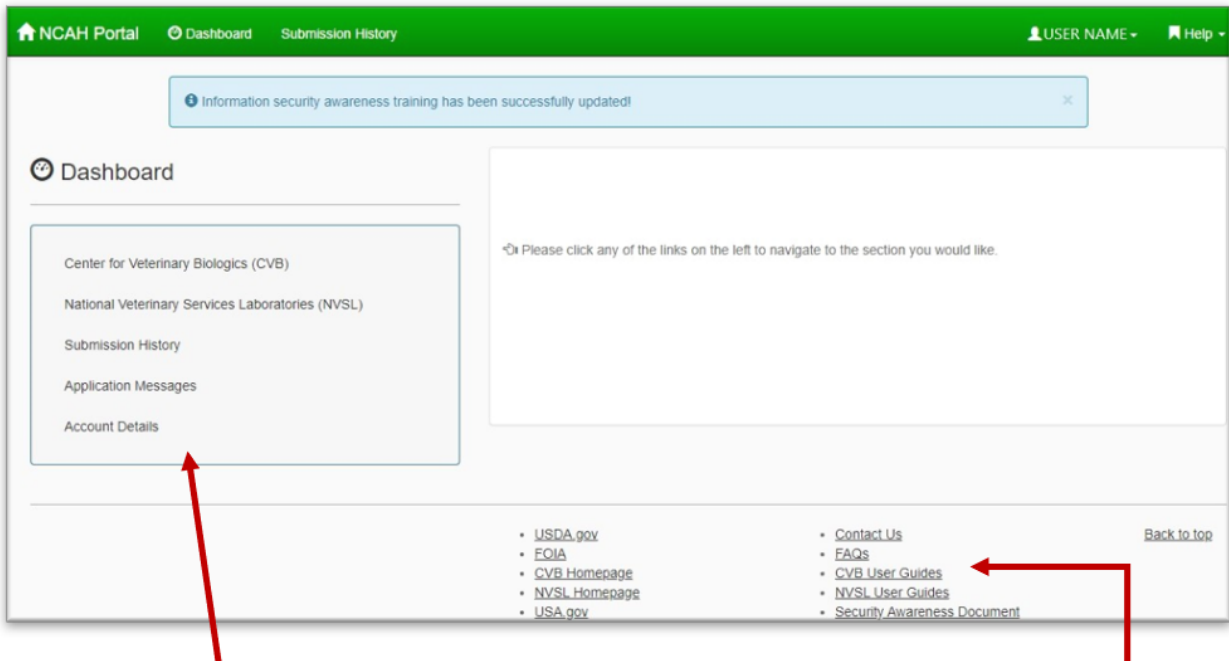 NCAH Portal Dashboard Submission History USER NAME Help
Information security awareness training has been successfully updated! ×
Dashboard
Please click any of the links on the left to navigate to the section you would like.
Center for Veterinary Biologics (CVB)
National Veterinary Services Laboratories (NVSL)
Submission History
Application Messages
Account Details
USDA.gov
FOIA
CVB Homepage
NVSL Homepage
USA.gov
Contact Us
FAQs
CVB User Guides
NVSL User Guides
Security Awareness Document
Back to top